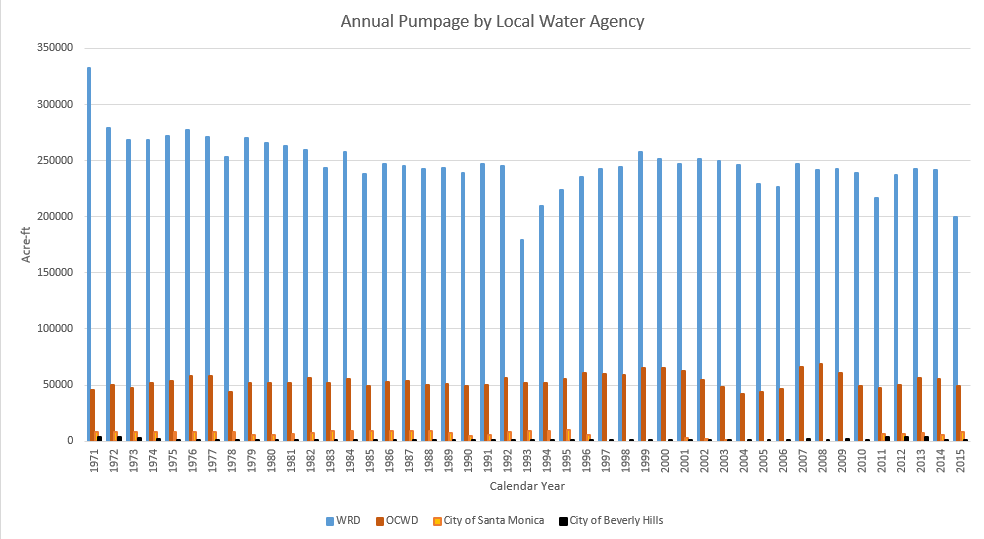 Annual Pumpage by Local Water Agency
350000
300000
250000
200000
150000
100000
50000
0
Acre-ft
1971 1972 1973 1974 1975 1976 1977 1978 1979 1980 1981 1982 1983 1984 1985 1986 1987 1988 1989 1990 1991 1992 1993 1994 1995 1996 1997 1998 1999 2000 2001 2002 2003 2004 2005 2006 2007 2008 2009 2010 2011 2012 2013 2014 2015
Calendar Year
WRD OCWD City of Santa Monica City of Beverly Hills